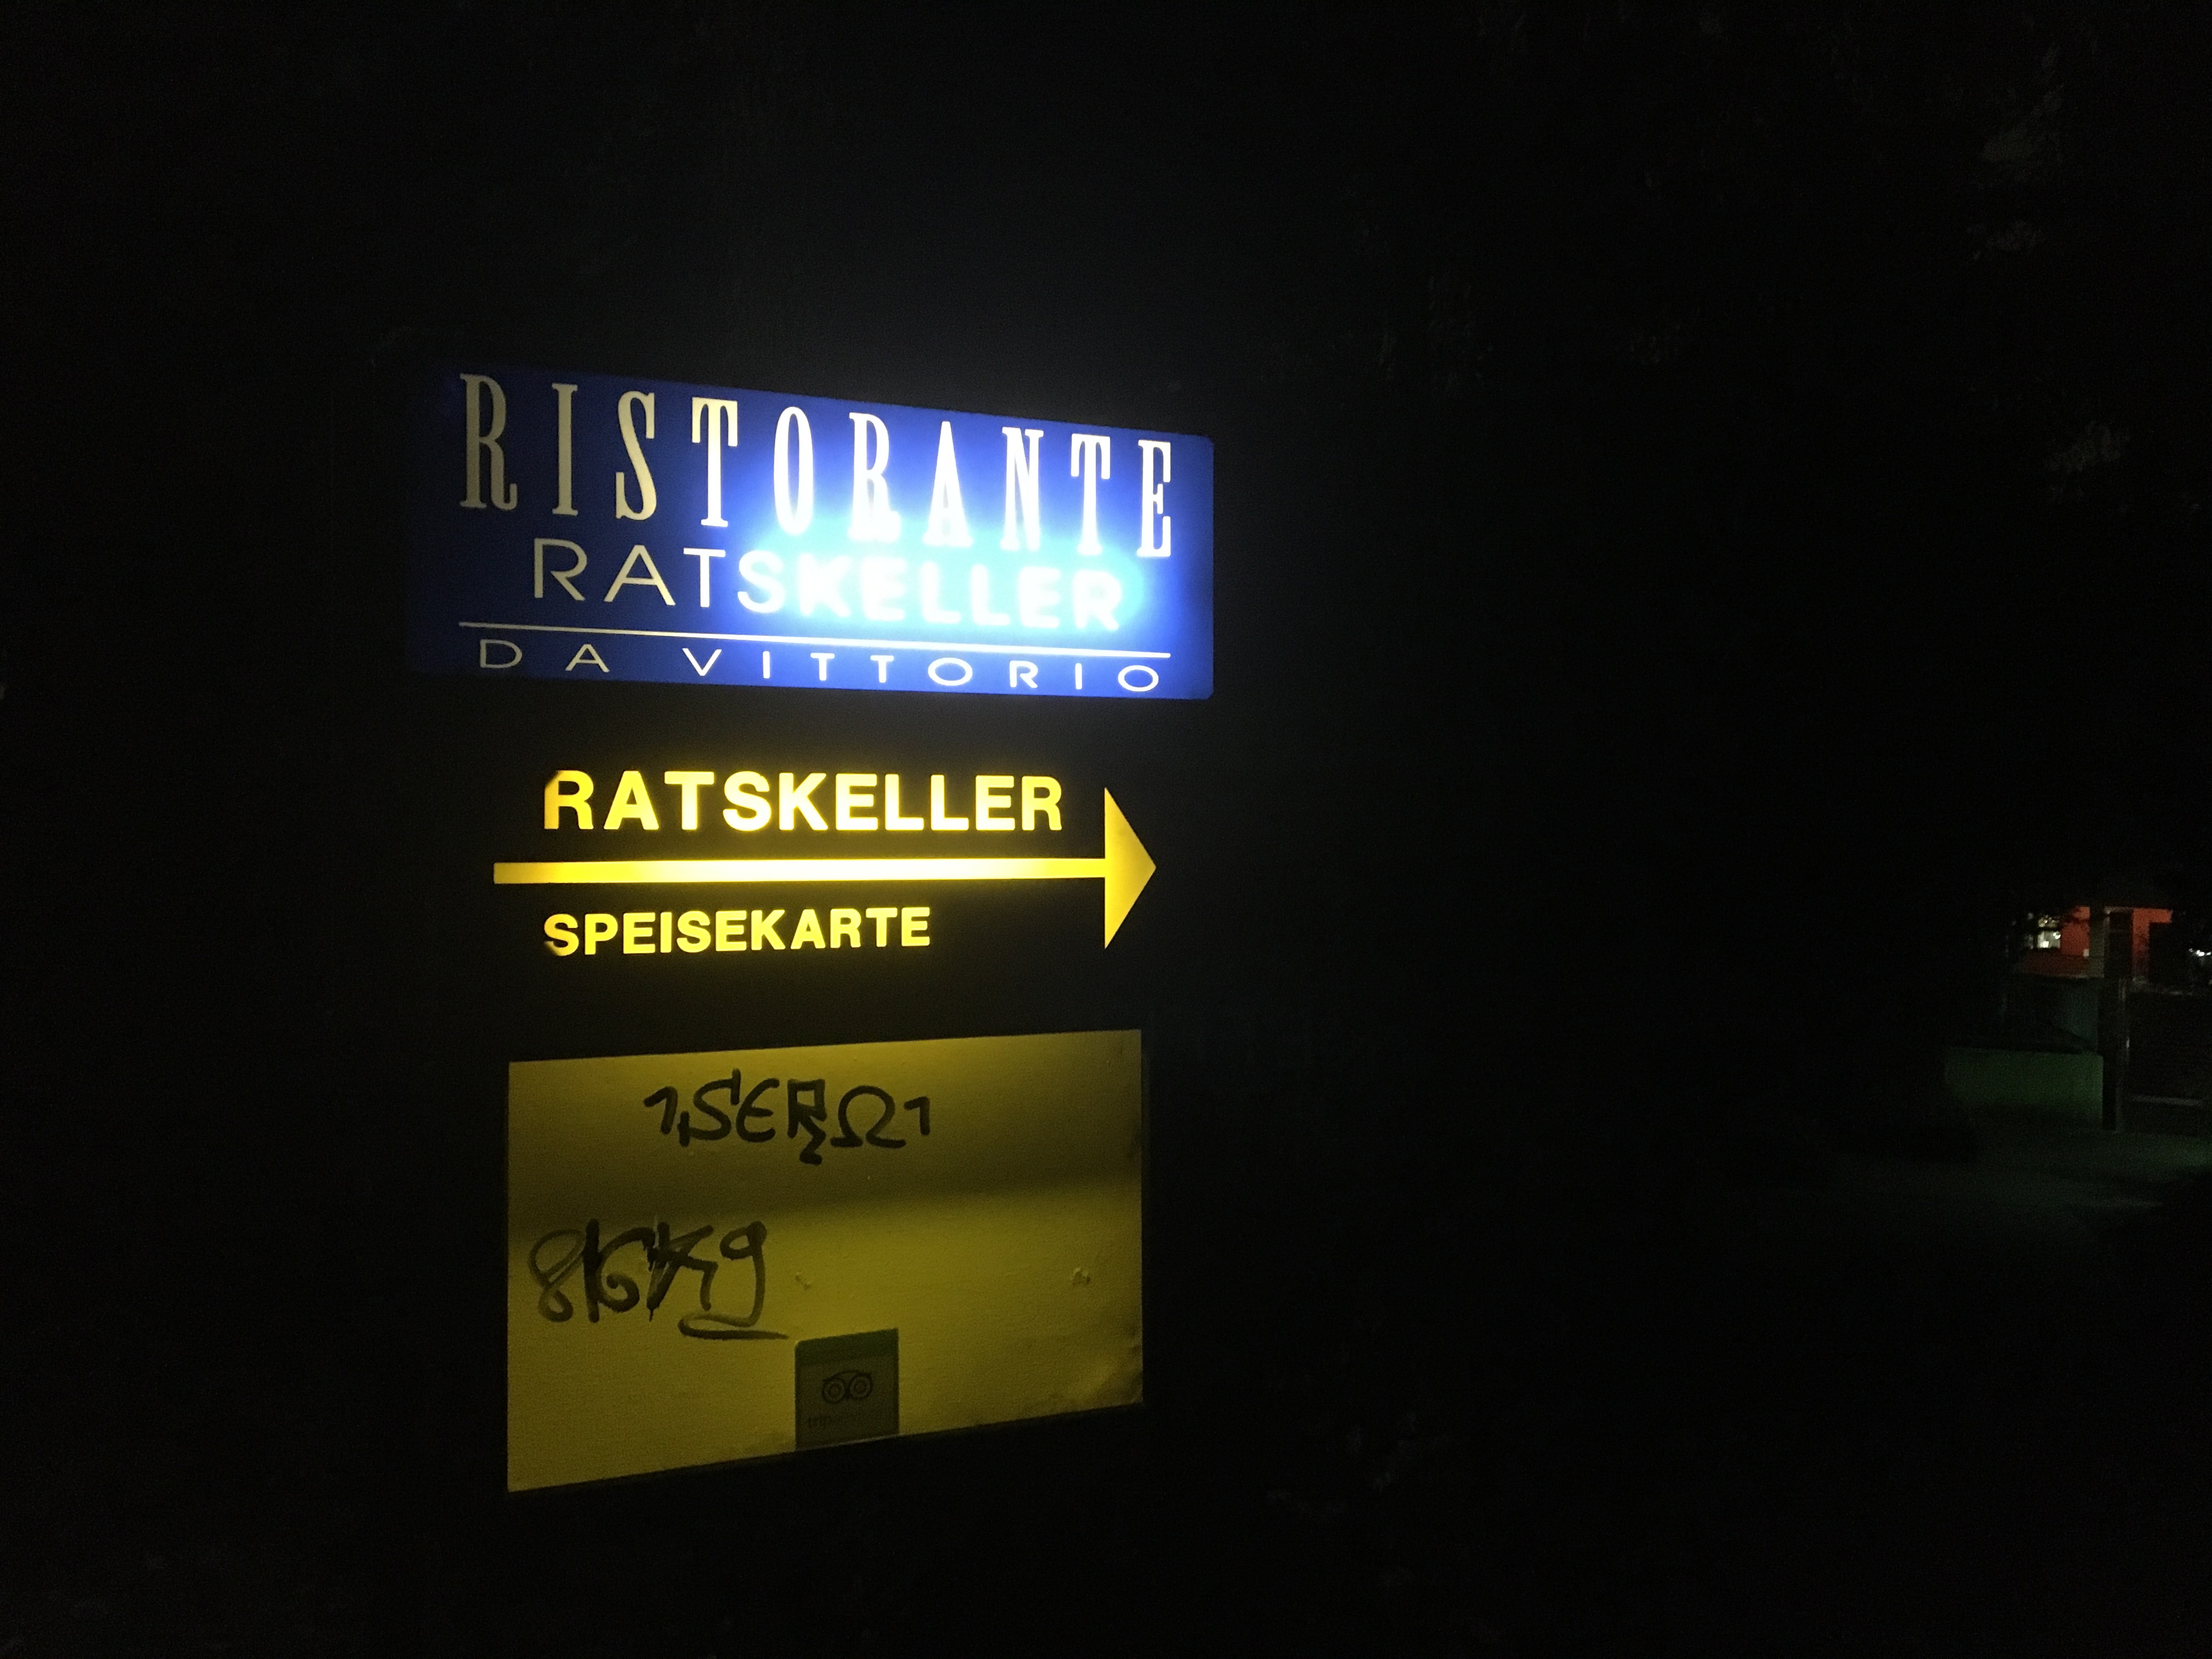 RISTORANTE
RATSKELLER
DA VITTORIO
RATSKELLER
SPEISEKARTE